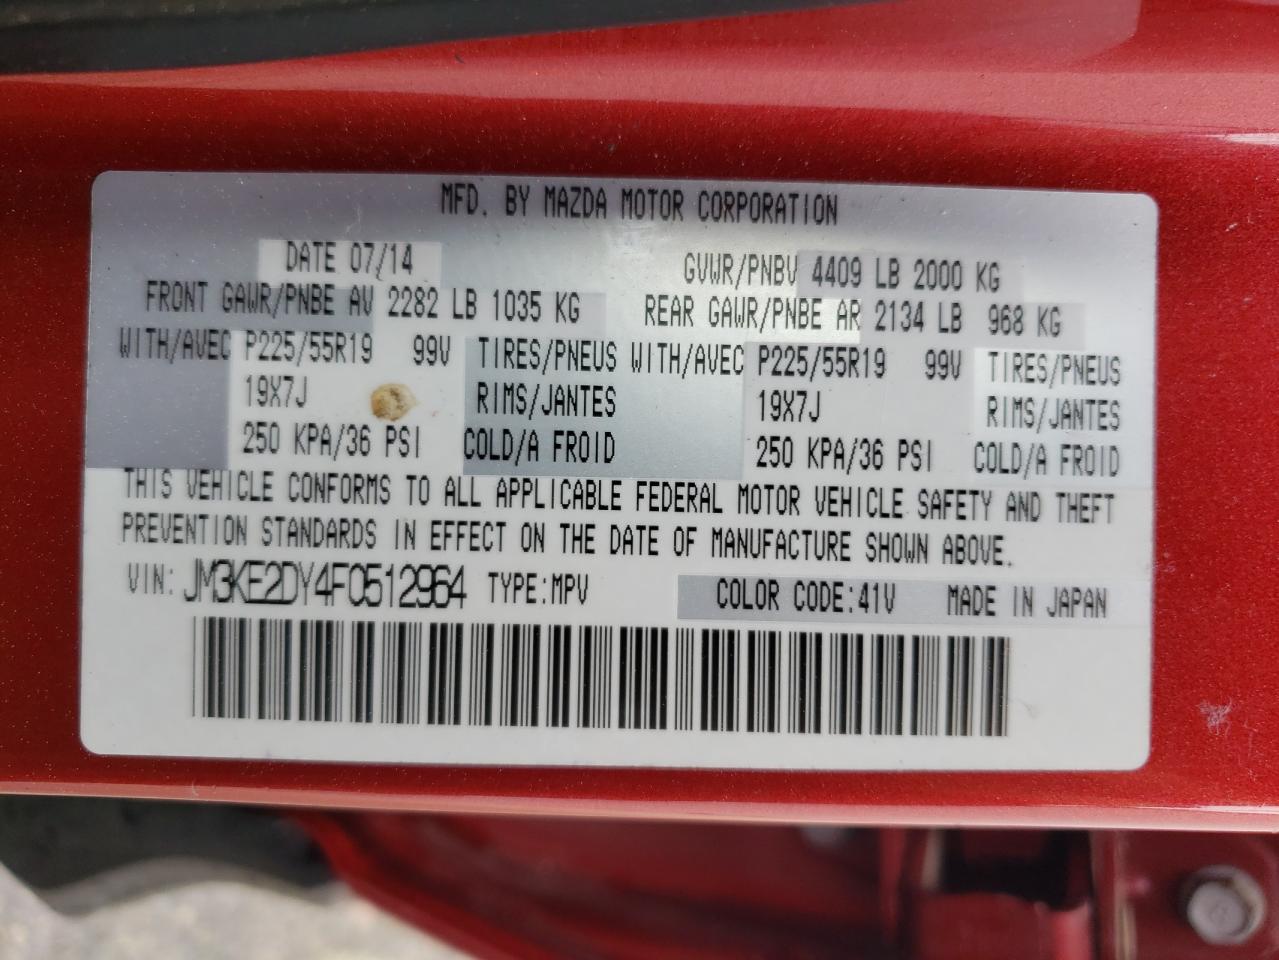 MFD. BY MAZDA MOTOR CORPORATION
DATE 07/14 GVWR/PNBV 4409 LB 2000 KG
FRONT GAWR/PNBE AV 2282 LB 1035 KG REAR GAWR/PNBE AR 2134 LB 968 KG
WITH/AVEC P225/55R19 99V TIRES/PNEUS WITH/AVEC P225/55R19 99V TIRES/PNEUS
19X7J RIMS/JANTES 19X7J RIMS/JANTES
250 KPA/36 PSI COLD/A FROID 250 KPA/36 PSI COLD/A FROID
THIS VEHICLE CONFORMS TO ALL APPLICABLE FEDERAL MOTOR VEHICLE SAFETY AND THEFT
PREVENTION STANDARDS IN EFFECT ON THE DATE OF MANUFACTURE SHOWN ABOVE.
VIN: JM3KE2DY4F0512964 TYPE:MPV COLOR CODE:41V MADE IN JAPAN